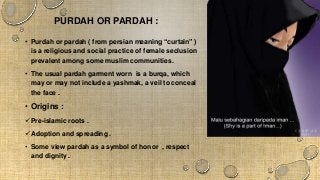 PURDAH OR PARDAH :
• Purdah or pardah ( from persian meaning "curtain" )
is a religious and social practice of female seclusion
prevalent among some muslim communities.
• The usual pardah garment worn is a burqa, which
may or may not include a yashmak, a veil to conceal
the face .
• Origins :
✓Pre-islamic roots .
✓Adoption and spreading .
• Some view pardah as a symbol of honor , respect
and dignity .
Malu sebahagian daripada iman ...
(Shy is a part of Iman...)